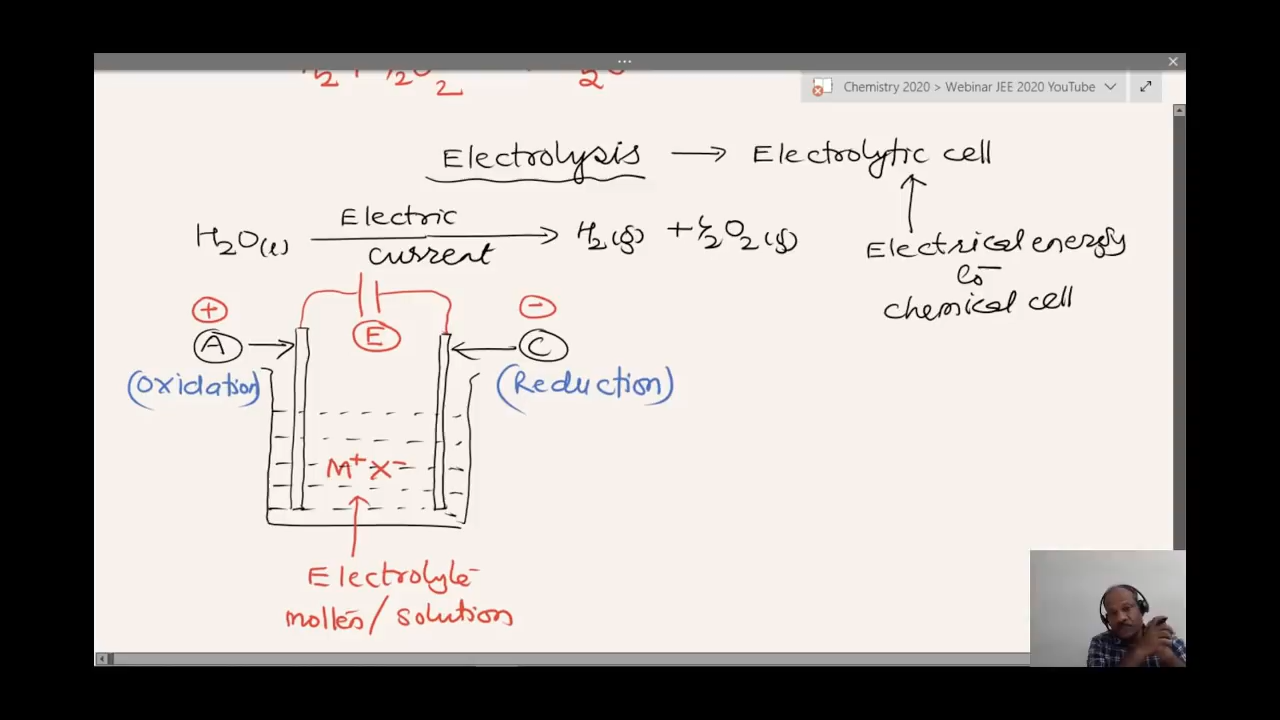 Chemistry 2020 > Webinar JEE 2020 YouTube
Electrolysis → Electrolytic cell
H₂O(l) Electric current → H₂(g) + ½O₂(g)
Electrical energy
to
chemical cell
+ −
A E C
(Oxidation) (Reduction)
M⁺X⁻
Electrolyte
molten/solution